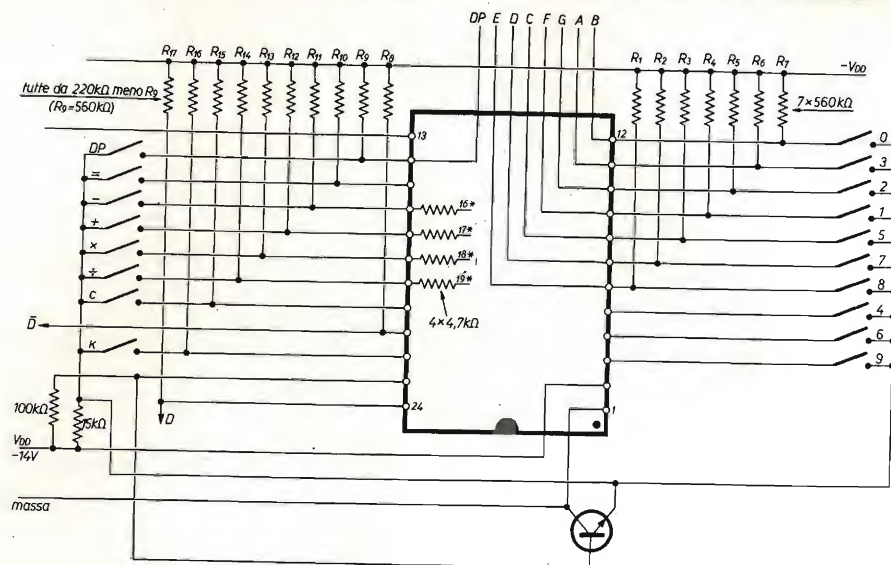 DP E D C F G A B
R17 R16 R15 R14 R13 R12 R11 R10 R9 R8
R1 R2 R3 R4 R5 R6 R7
-VDD
tutte da 220kΩ meno R9
(R9=560kΩ)
7×560kΩ
13
12
DP
=
-
+
×
÷
C
D̄
K
16*
17*
18*
19*
4×4,7kΩ
0
3
2
1
5
7
8
4
6
9
24
1
D
100kΩ
15kΩ
VDD
-14V
massa